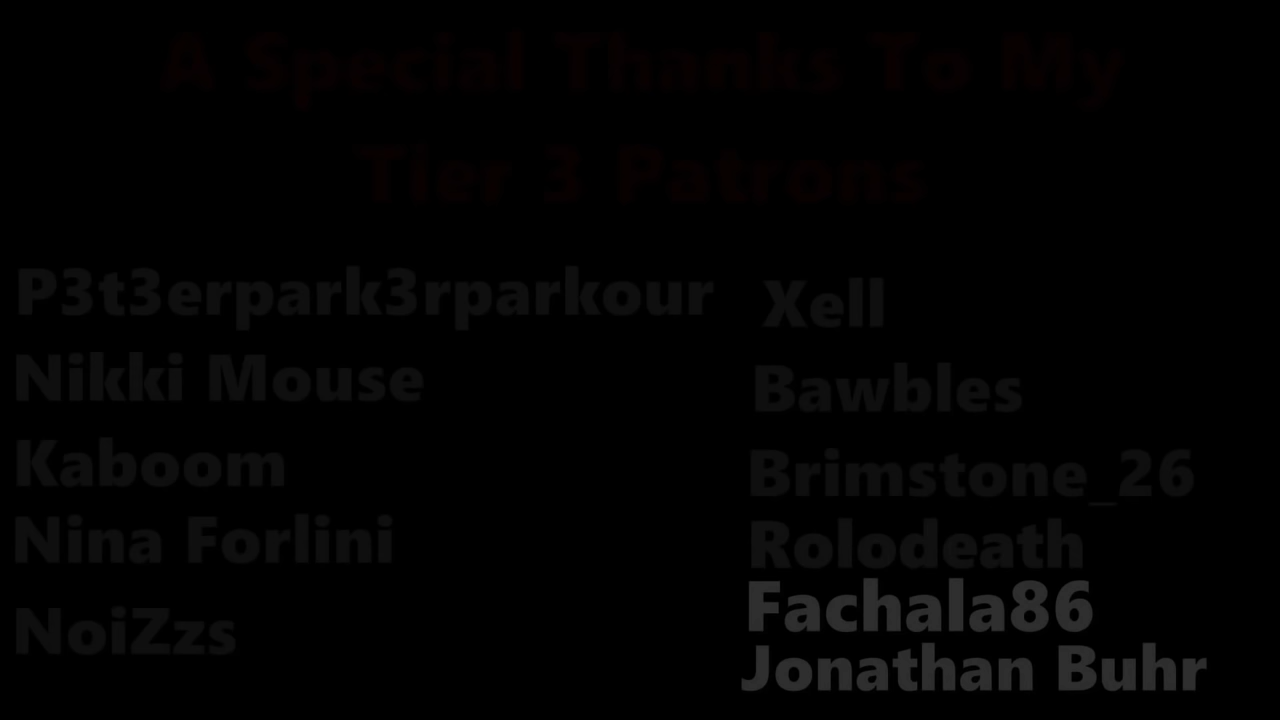 A Special Thanks To My
Tier 3 Patrons
P3t3erpark3rparkour
Nikki Mouse
Kaboom
Nina Forlini
NoiZzs
Xell
Bawbles
Brimstone_26
Rolodeath
Fachala86
Jonathan Buhr